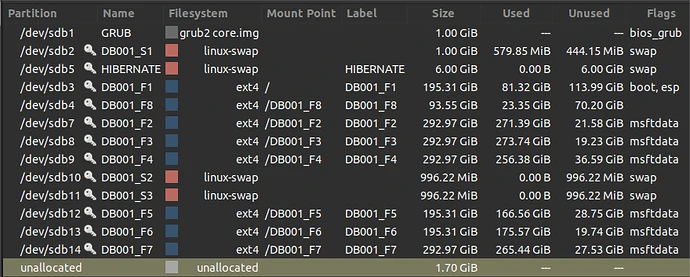 Partition Name Filesystem Mount Point Label Size Used Unused Flags
/dev/sdb1 GRUB grub2 core.img 1.00 GiB --- --- bios_grup
/dev/sdb2 DB001_S1 linux-swap 1.00 GiB 579.85 MiB 444.15 MiB swap
/dev/sdb5 HIBERNATE linux-swap HIBERNATE 6.00 GiB 0.00 B 6.00 GiB swap
/dev/sdb3 DB001_F1 ext4 / DB001_F1 195.31 GiB 81.32 GiB 113.99 GiB boot, esp
/dev/sdb4 DB001_F8 ext4 /DB001_F8 DB001_F8 93.55 GiB 23.35 GiB 70.20 GiB
/dev/sdb7 DB001_F2 ext4 /DB001_F2 DB001_F2 292.97 GiB 271.39 GiB 21.58 GiB msftdata
/dev/sdb8 DB001_F3 ext4 /DB001_F3 DB001_F3 292.97 GiB 273.74 GiB 19.23 GiB msftdata
/dev/sdb9 DB001_F4 ext4 /DB001_F4 DB001_F4 292.97 GiB 256.38 GiB 36.59 GiB msftdata
/dev/sdb10 DB001_S2 linux-swap 996.22 MiB 0.00 B 996.22 MiB swap
/dev/sdb11 DB001_S3 linux-swap 996.22 MiB 0.00 B 996.22 MiB swap
/dev/sdb12 DB001_F5 ext4 /DB001_F5 DB001_F5 195.31 GiB 166.56 GiB 28.75 GiB msftdata
/dev/sdb13 DB001_F6 ext4 /DB001_F6 DB001_F6 195.31 GiB 175.57 GiB 19.74 GiB msftdata
/dev/sdb14 DB001_F7 ext4 /DB001_F7 DB001_F7 292.97 GiB 265.44 GiB 27.53 GiB msftdata
unallocated unallocated 1.70 GiB --- ---